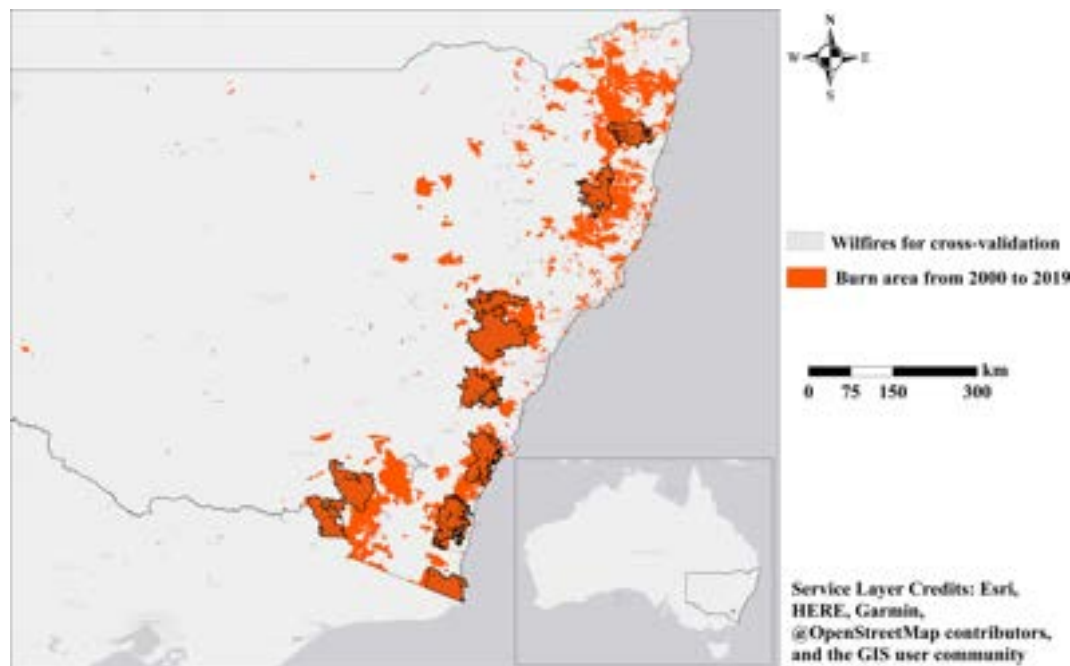 N
W E
S
Wilfires for cross-validation
Burn area from 2000 to 2019
km
0 75 150 300
Service Layer Credits: Esri,
HERE, Garmin,
@OpenStreetMap contributors,
and the GIS user community